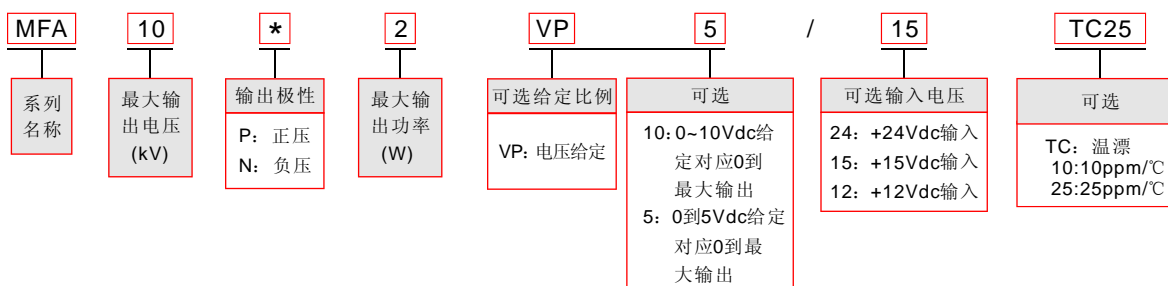 MFA 10 * 2 VP 5 / 15 TC25
系列
名称
最大输
出电压
(kV)
输出极性
P：正压
N：负压
最大输
出功率
(W)
可选给定比例
VP：电压给定
可选
10:0~10Vdc给
定对应0到
最大输出
5：0到5Vdc给定
对应0到最
大输出
可选输入电压
24：+24Vdc输入
15：+15Vdc输入
12：+12Vdc输入
可选
TC：温漂
10:10ppm/℃
25:25ppm/℃